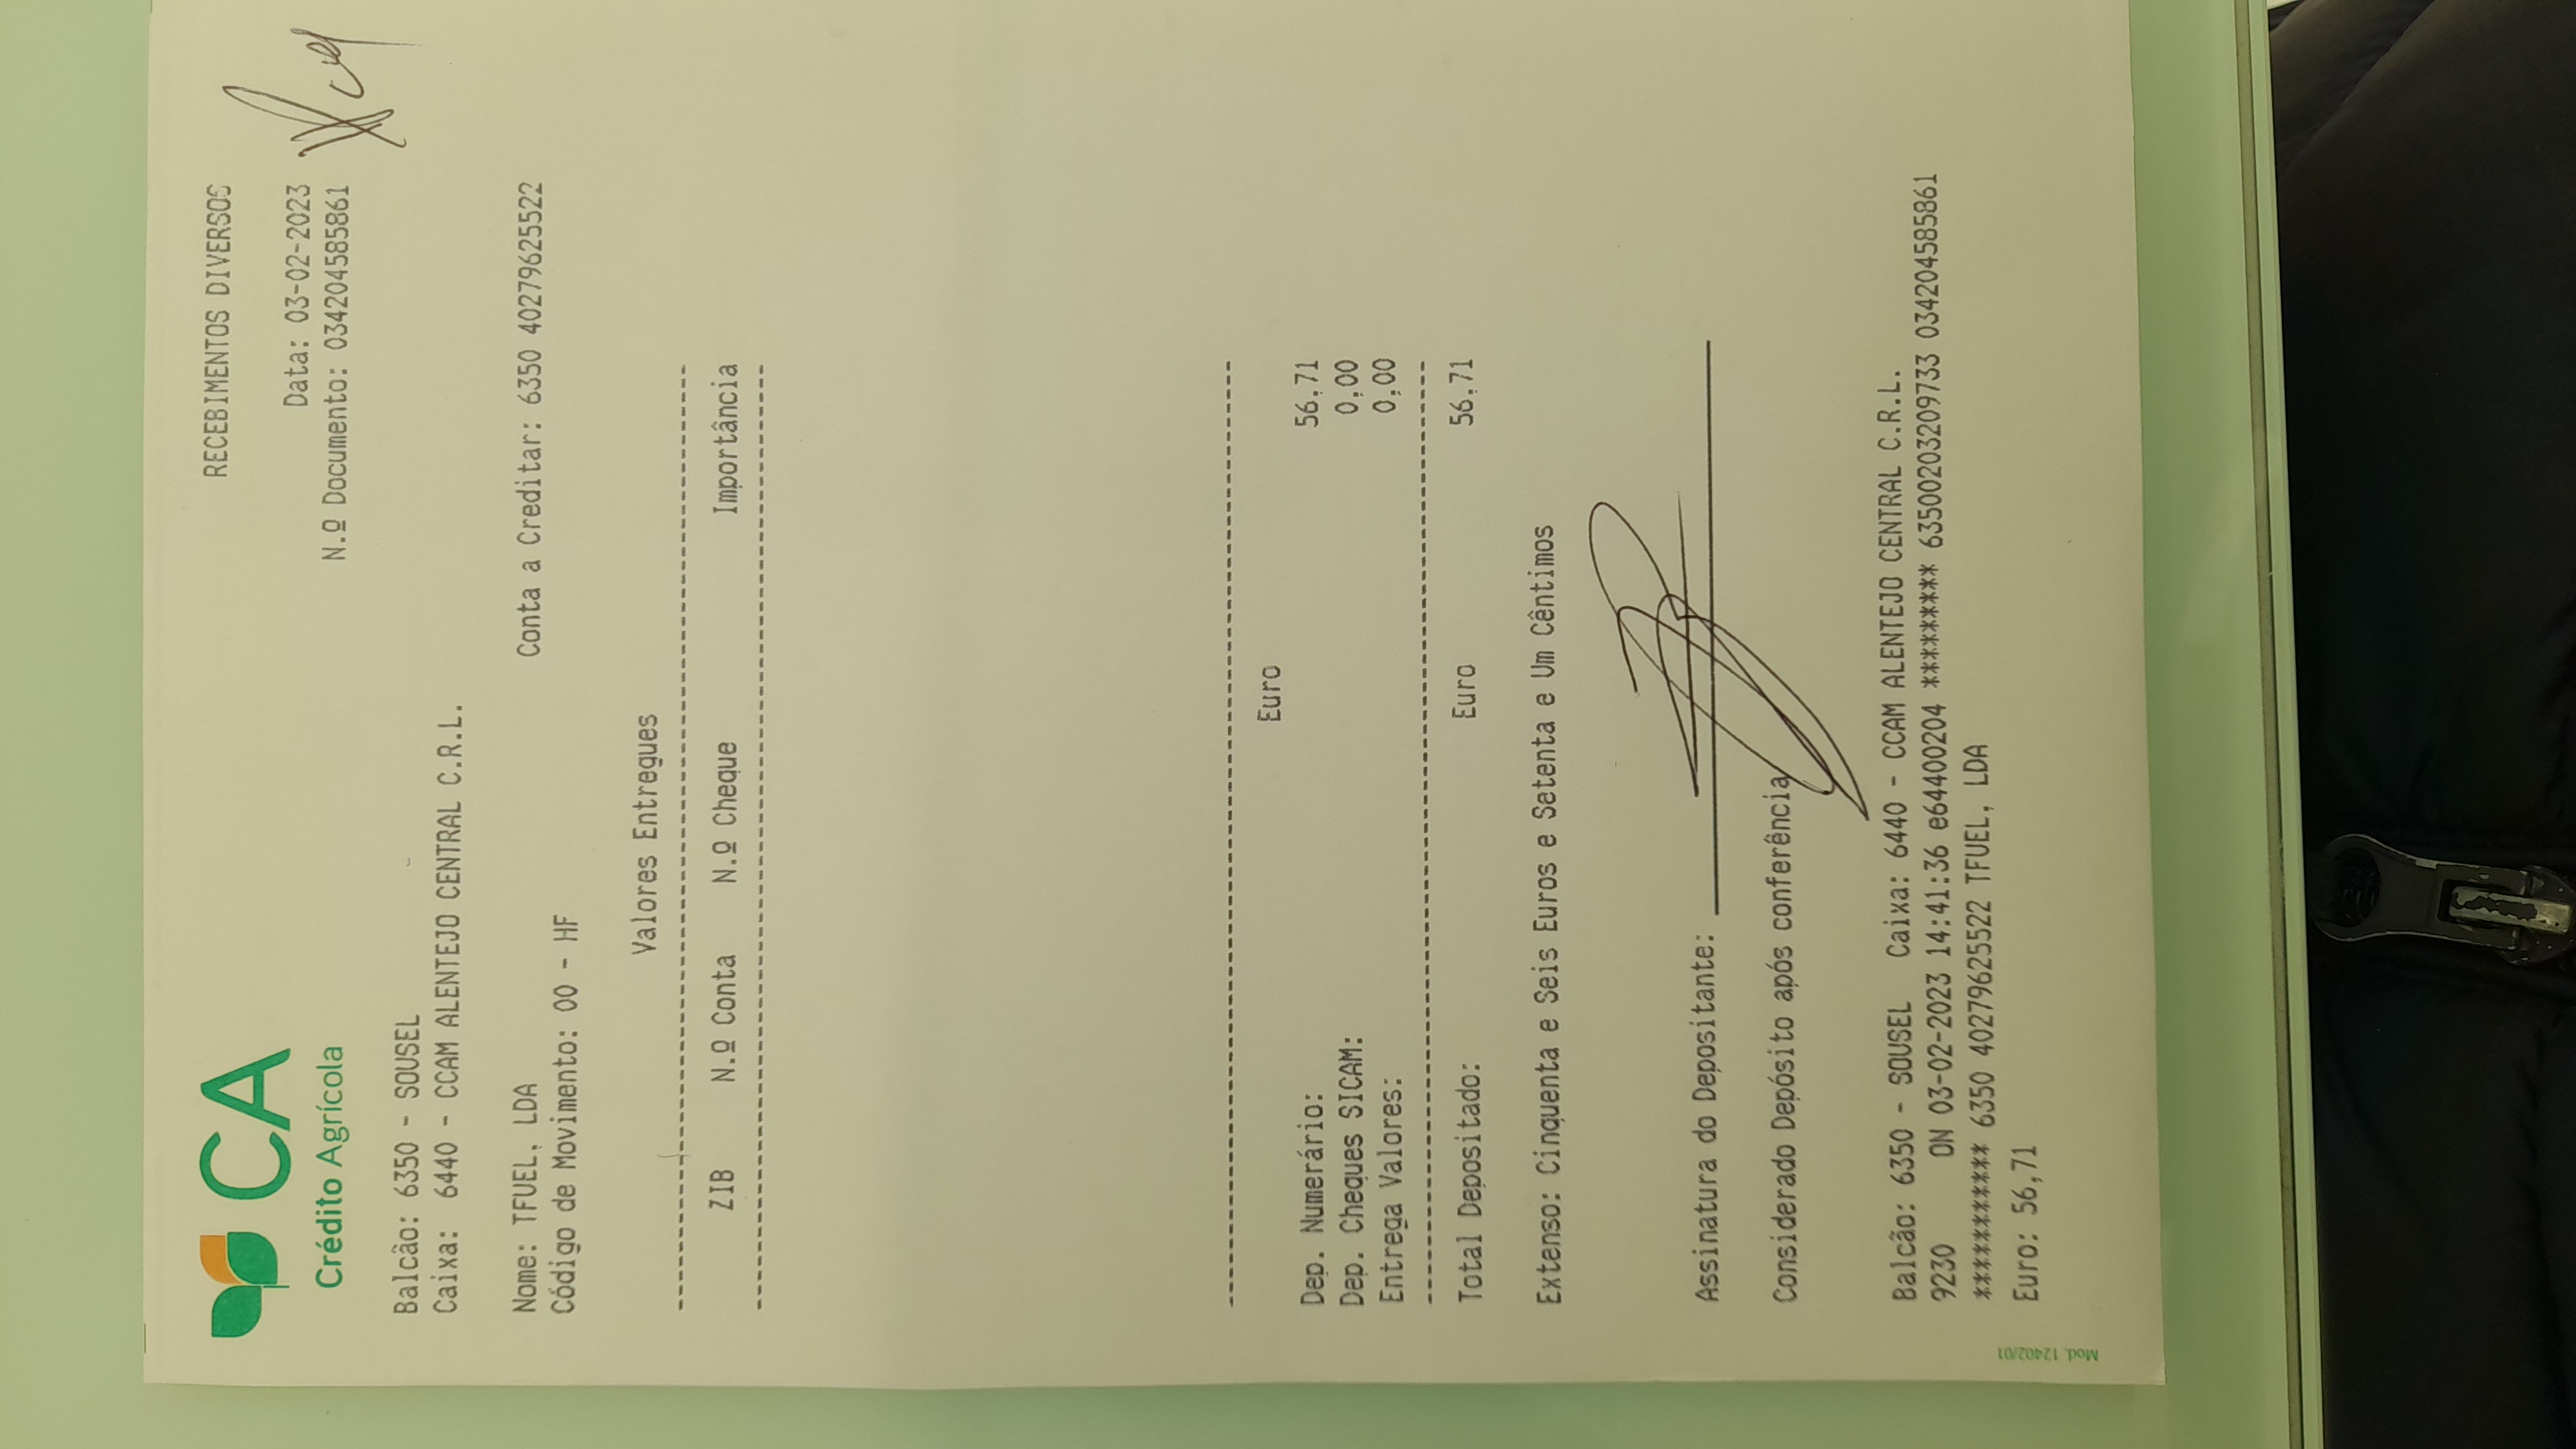 CA
Crédito Agrícola
RECEBIMENTOS DIVERSOS
Data: 03-02-2023
N.º Documento: 03420458586​1
Balcão: 6350 - SOUSEL
Caixa: 6440 - CCAM ALENTEJO CENTRAL C.R.L.
Nome: TFUEL, LDA
Conta a Creditar: 6350 40279625522
Código de Movimento: 00 - HF
Valores Entregues
ZIB N.º Conta N.º Cheque Importância
Euro
Dep. Numerário: 56,71
Dep. Cheques SICAM: 0,00
Entrega Valores: 0,00
Total Depositado: Euro 56,71
Extenso: Cinquenta e Seis Euros e Setenta e Um Cêntimos
Assinatura do Depositante:
Considerado Depósito após conferência
Balcão: 6350 - SOUSEL Caixa: 6440 - CCAM ALENTEJO CENTRAL C.R.L.
9230 ON 03-02-2023 14:41:36 e6440204 ******** 63500203209733 034204585861
*********** 6350 40279625522 TFUEL, LDA
Euro: 56,71
Mod. 12402/01